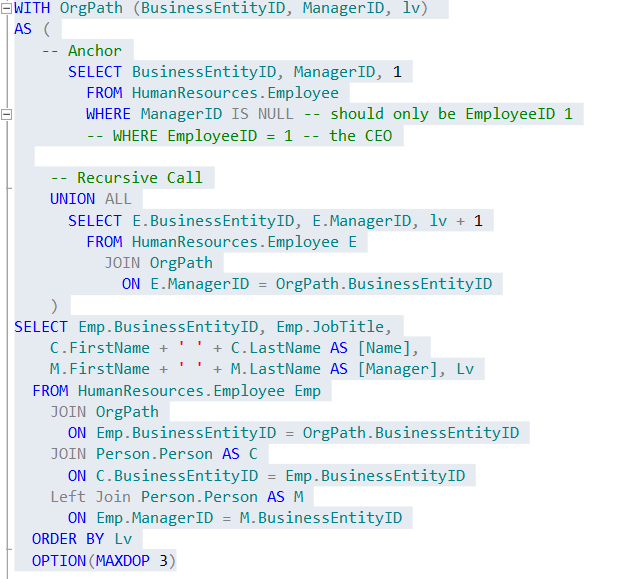 WITH OrgPath (BusinessEntityID, ManagerID, lv)
AS (
-- Anchor
SELECT BusinessEntityID, ManagerID, 1
FROM HumanResources.Employee
WHERE ManagerID IS NULL -- should only be EmployeeID 1
-- WHERE EmployeeID = 1 -- the CEO
-- Recursive Call
UNION ALL
SELECT E.BusinessEntityID, E.ManagerID, lv + 1
FROM HumanResources.Employee E
JOIN OrgPath
ON E.ManagerID = OrgPath.BusinessEntityID
)
SELECT Emp.BusinessEntityID, Emp.JobTitle,
C.FirstName + ' ' + C.LastName AS [Name],
M.FirstName + ' ' + M.LastName AS [Manager], Lv
FROM HumanResources.Employee Emp
JOIN OrgPath
ON Emp.BusinessEntityID = OrgPath.BusinessEntityID
JOIN Person.Person AS C
ON C.BusinessEntityID = Emp.BusinessEntityID
Left Join Person.Person AS M
ON Emp.ManagerID = M.BusinessEntityID
ORDER BY Lv
OPTION(MAXDOP 3)